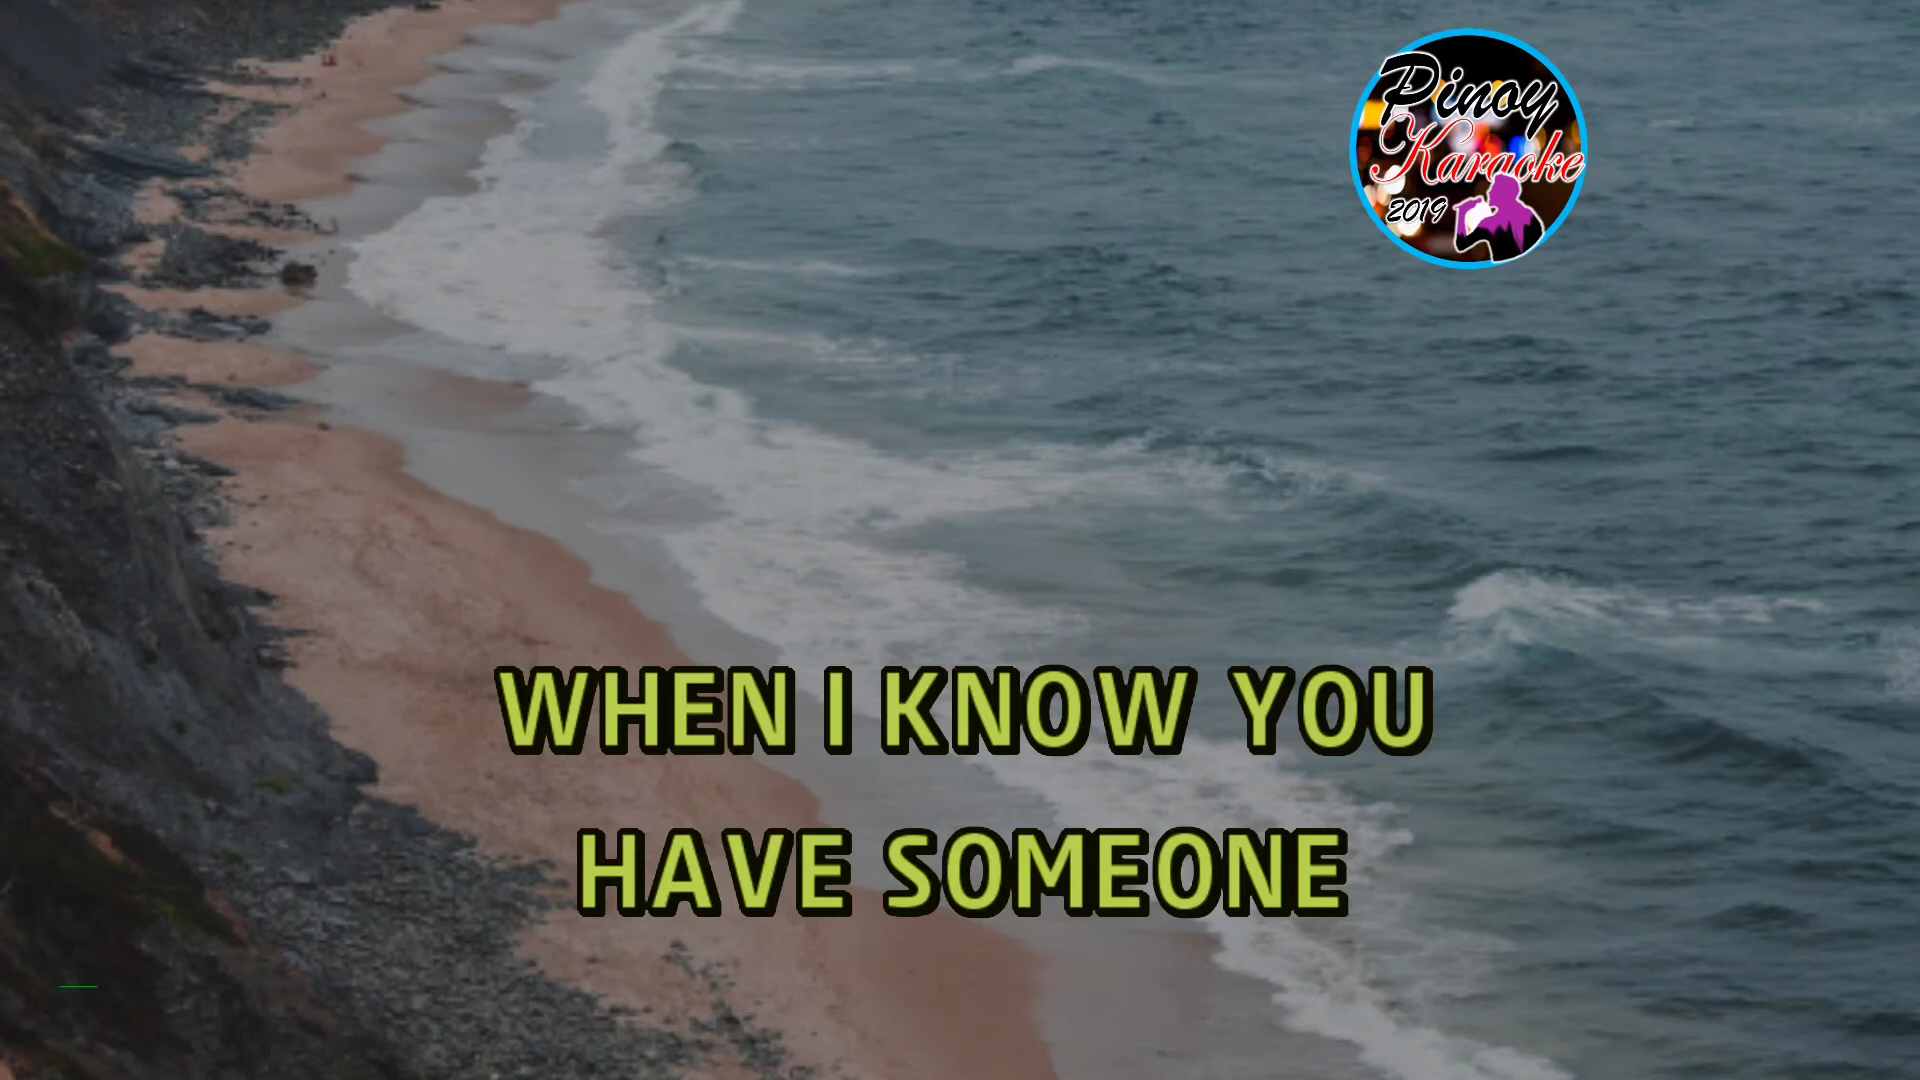 Pinoy
Karaoke
2019
WHEN I KNOW YOU
HAVE SOMEONE